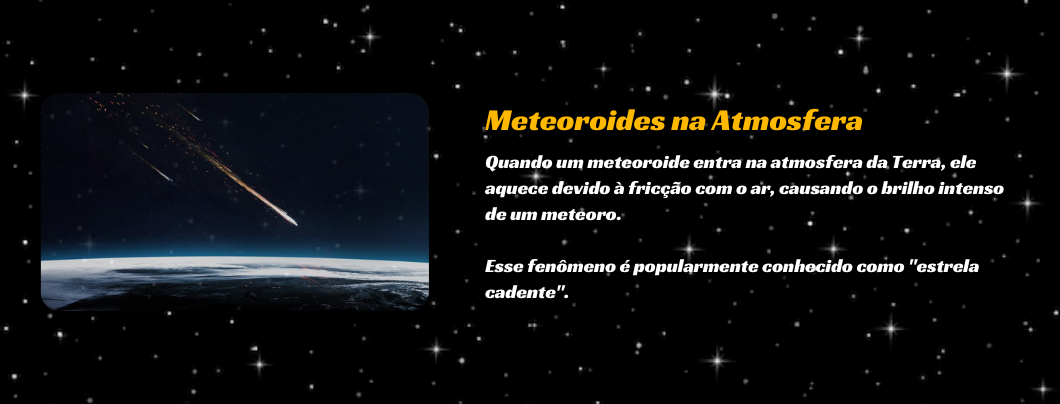 Meteoroides na Atmosfera
Quando um meteoroide entra na atmosfera da Terra, ele
aquece devido à fricção com o ar, causando o brilho intenso
de um meteoro.
Esse fenômeno é popularmente conhecido como "estrela
cadente".